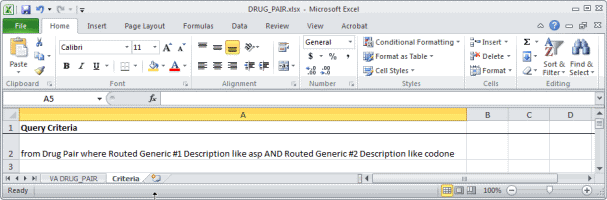 DRUG_PAIR.xlsx - Microsoft Excel
File Home Insert Page Layout Formulas Data Review View Acrobat
Paste
Calibri 11
B I U A
General
$ % ,
Conditional Formatting
Format as Table
Cell Styles
Insert
Delete
Format
Σ
Sort & Filter
Find & Select
Clipboard Font Alignment Number Styles Cells Editing
A5 fx
A B C D
1 Query Criteria
2 from Drug Pair where Routed Generic #1 Description like asp AND Routed Generic #2 Description like codone
3
VA DRUG_PAIR Criteria
Ready 100%